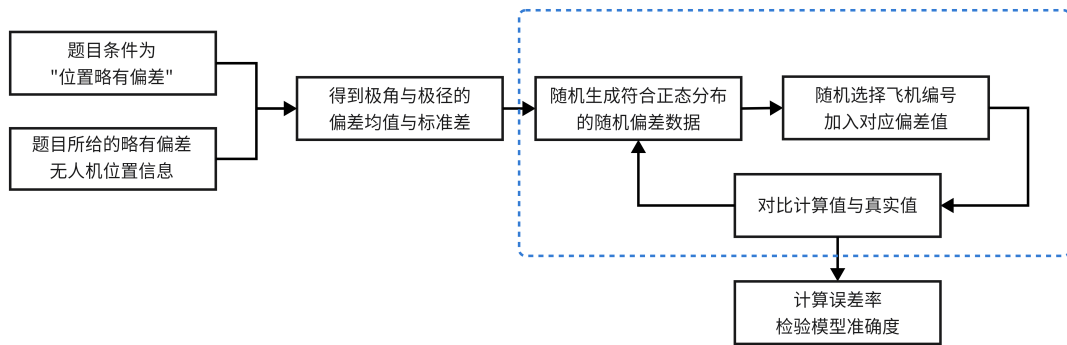 题目条件为
"位置略有偏差"
题目所给的略有偏差
无人机位置信息
得到极角与极径的
偏差均值与标准差
随机生成符合正态分布
的随机偏差数据
随机选择飞机编号
加入对应偏差值
对比计算值与真实值
计算误差率
检验模型准确度